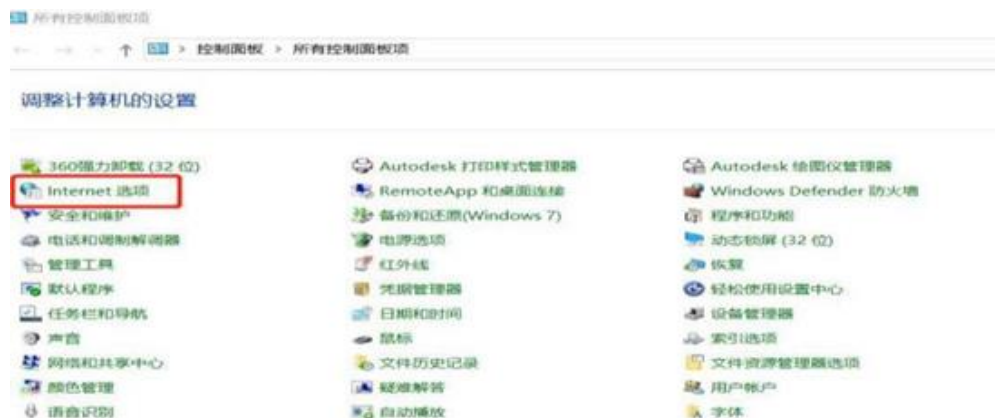 所有控制面板项
控制面板 > 所有控制面板项
调整计算机的设置
360强力卸载 (32 位) Autodesk 打印样式管理器 Autodesk 绘图仪管理器
Internet 选项 RemoteApp 和桌面连接 Windows Defender 防火墙
安全和维护 备份和还原(Windows 7) 程序和功能
电话和调制解调器 电源选项 动态锁屏 (32 位)
管理工具 红外线 恢复
默认程序 凭据管理器 轻松使用设置中心
任务栏和导航 日期和时间 设备管理器
声音 鼠标 索引选项
网络和共享中心 文件历史记录 文件资源管理器选项
颜色管理 疑难解答 用户帐户
语音识别 自动播放 字体